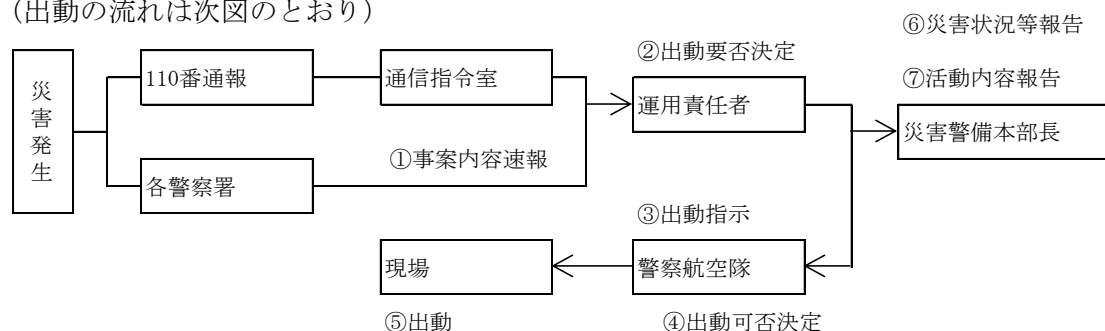 (出動の流れは次図のとおり)
⑥災害状況等報告
②出動要否決定
災害発生
110番通報
通信指令室
運用責任者
⑦活動内容報告
災害警備本部長
①事案内容速報
各警察署
③出動指示
現場
警察航空隊
⑤出動
④出動可否決定